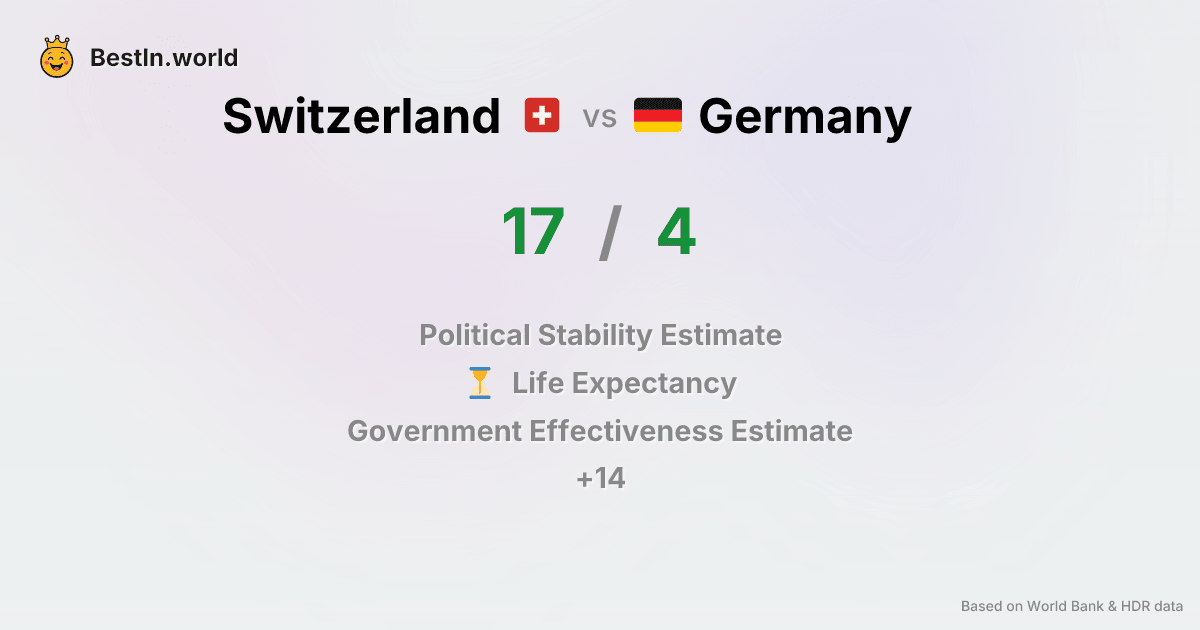 BestIn.world
Switzerland vs Germany
17 / 4
Political Stability Estimate
Life Expectancy
Government Effectiveness Estimate
+14
Based on World Bank & HDR data